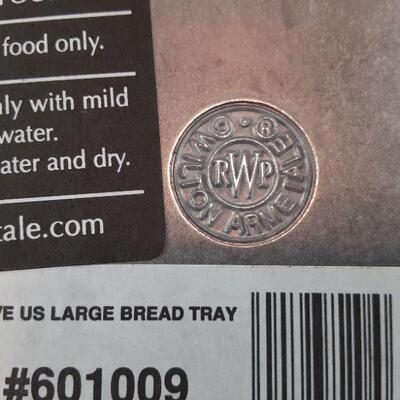 food only.
nly with mild
water.
ater and dry.
tale.com
WILTON ARMETALE
®
RWP
VE US LARGE BREAD TRAY
#601009